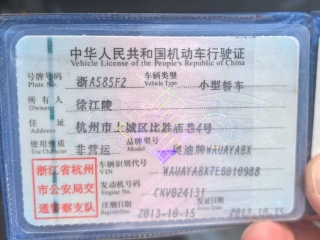 中华人民共和国机动车行驶证
Vehicle License of the People's Republic of China
号牌号码 浙A585F2 车辆类型 小型轿车
Plate No. Vehicle Type
所有人 徐江陵
Owner
住址 杭州市上城区比胜庙巷4号
Address
使用性质 非营运 品牌型号 奥迪牌WAUAYA8X
Use Character Model
浙江省杭州
市公安局交
通警察支队
车辆识别代号 WAUAYA8X7EB010988
VIN
发动机号码 CNV024131
Engine No.
注册日期 2013-10-15 2013-10-15
Register Date Issue Date